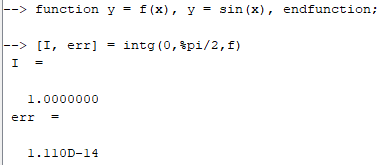 --> function y = f(x), y = sin(x), endfunction;
--> [I, err] = intg(0,%pi/2,f)
I  =
1.0000000
err  =
1.110D-14